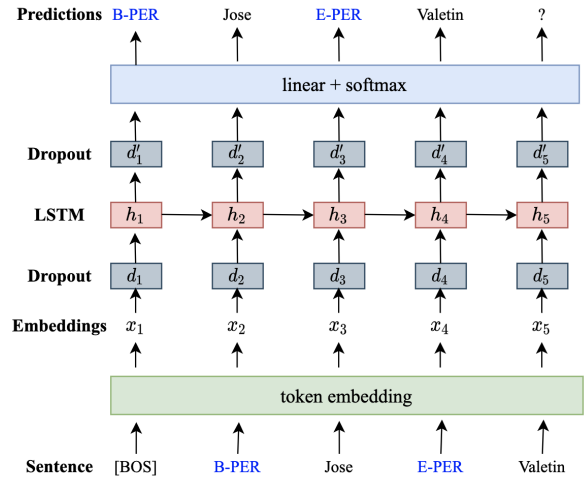 Predictions B-PER Jose E-PER Valetin ?
linear + softmax
Dropout d′₁ d′₂ d′₃ d′₄ d′₅
LSTM h₁ h₂ h₃ h₄ h₅
Dropout d₁ d₂ d₃ d₄ d₅
Embeddings x₁ x₂ x₃ x₄ x₅
token embedding
Sentence [BOS] B-PER Jose E-PER Valetin